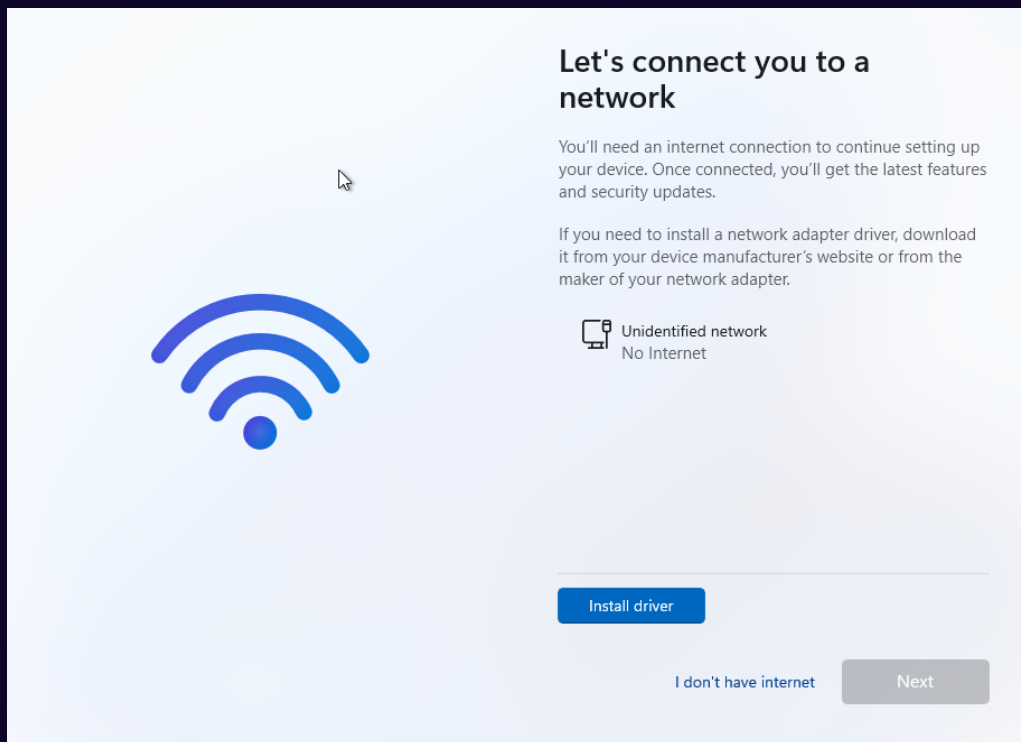 Let's connect you to a
network
You’ll need an internet connection to continue setting up
your device. Once connected, you’ll get the latest features
and security updates.
If you need to install a network adapter driver, download
it from your device manufacturer’s website or from the
maker of your network adapter.
Unidentified network
No Internet
Install driver
I don't have internet
Next